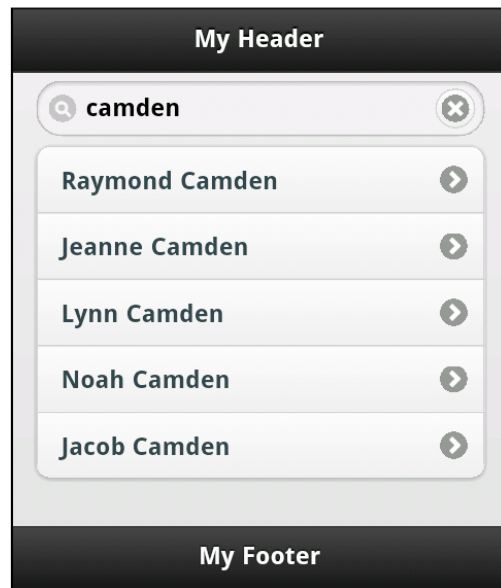 My Header
camden
Raymond Camden
Jeanne Camden
Lynn Camden
Noah Camden
Jacob Camden
My Footer